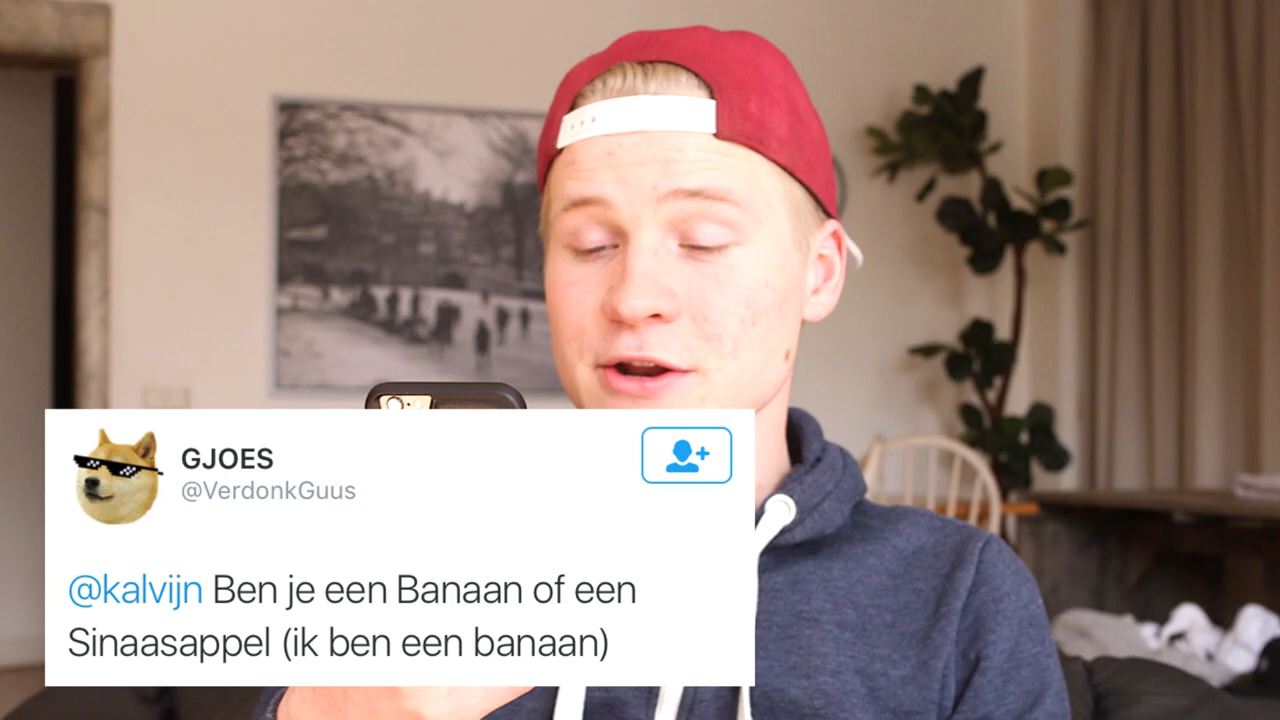 GJOES
@VerdonkGuus
@kalvijn Ben je een Banaan of een
Sinaasappel (ik ben een banaan)